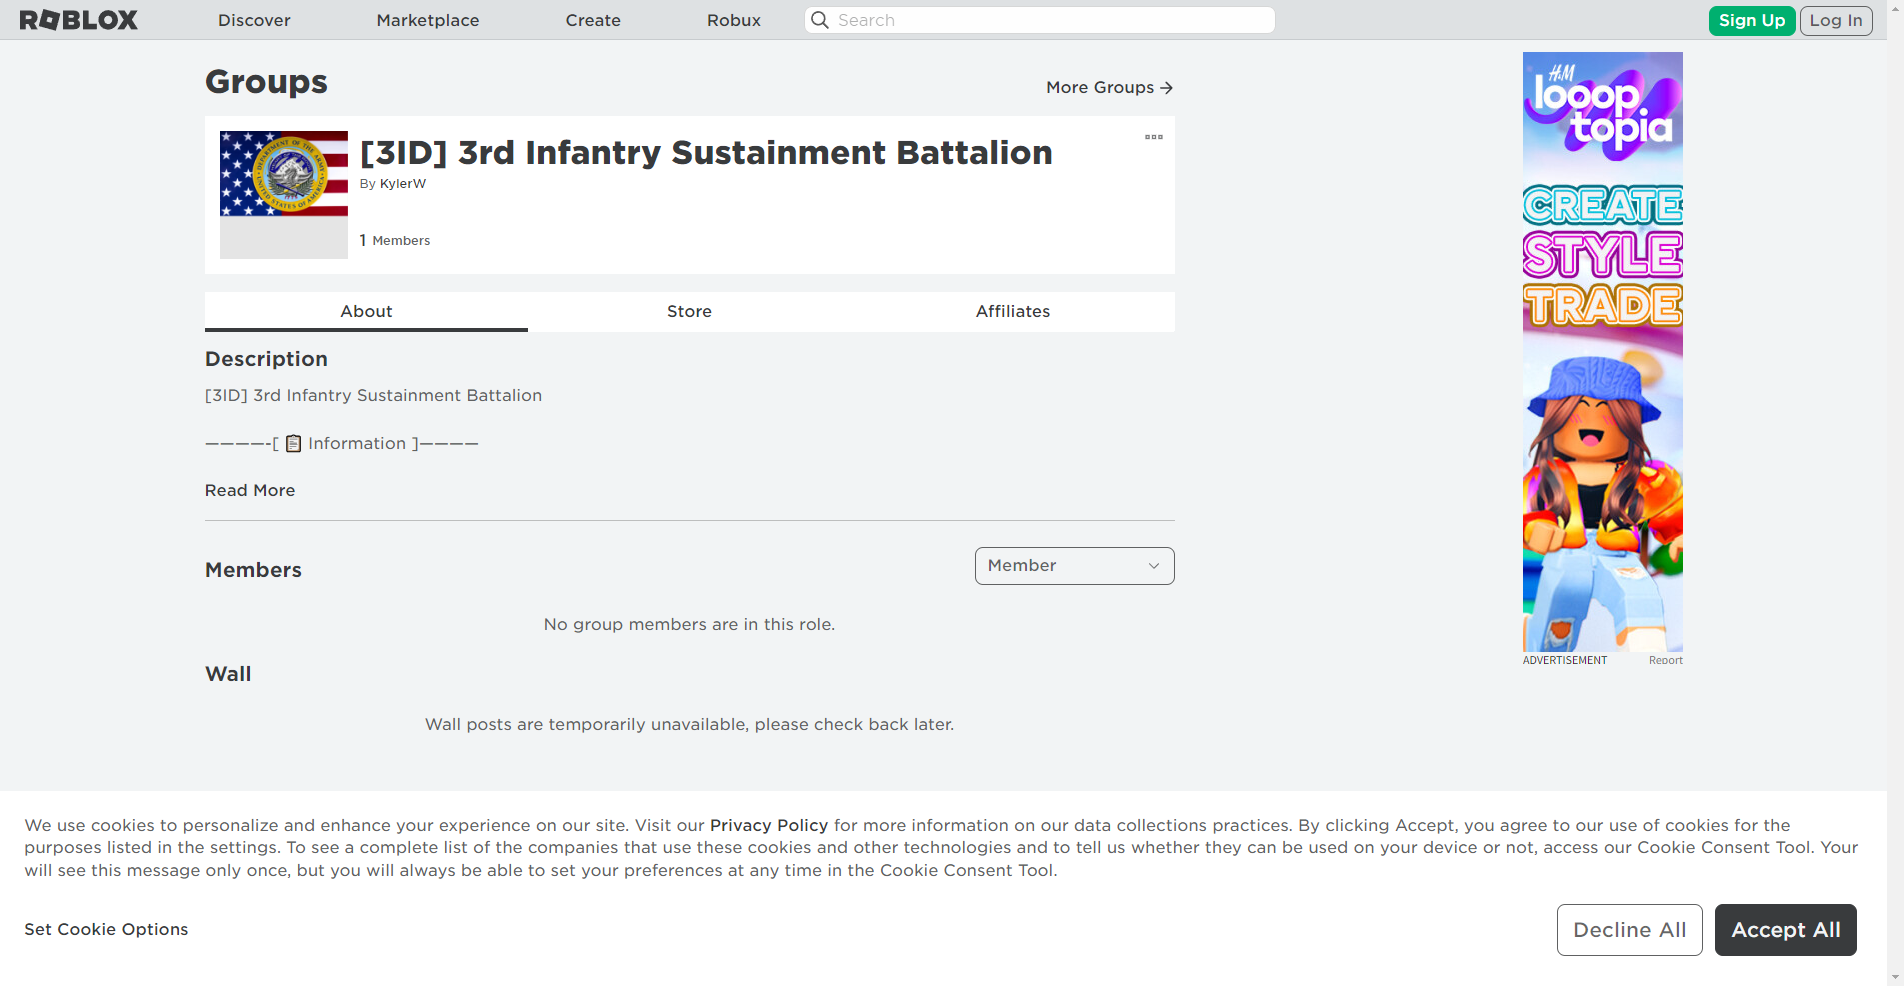 ROBLOX Discover Marketplace Create Robux Search Sign Up Log In
Groups
More Groups →
[3ID] 3rd Infantry Sustainment Battalion
By KylerW
1 Members
About Store Affiliates
Description
[3ID] 3rd Infantry Sustainment Battalion
————-[ 📋 Information ]————
Read More
Members
Member
No group members are in this role.
Wall
Wall posts are temporarily unavailable, please check back later.
H&M
looop
topia
CREATE
STYLE
TRADE
ADVERTISEMENT Report
We use cookies to personalize and enhance your experience on our site. Visit our Privacy Policy for more information on our data collections practices. By clicking Accept, you agree to our use of cookies for the
purposes listed in the settings. To see a complete list of the companies that use these cookies and other technologies and to tell us whether they can be used on your device or not, access our Cookie Consent Tool. Your
will see this message only once, but you will always be able to set your preferences at any time in the Cookie Consent Tool.
Set Cookie Options
Decline All Accept All